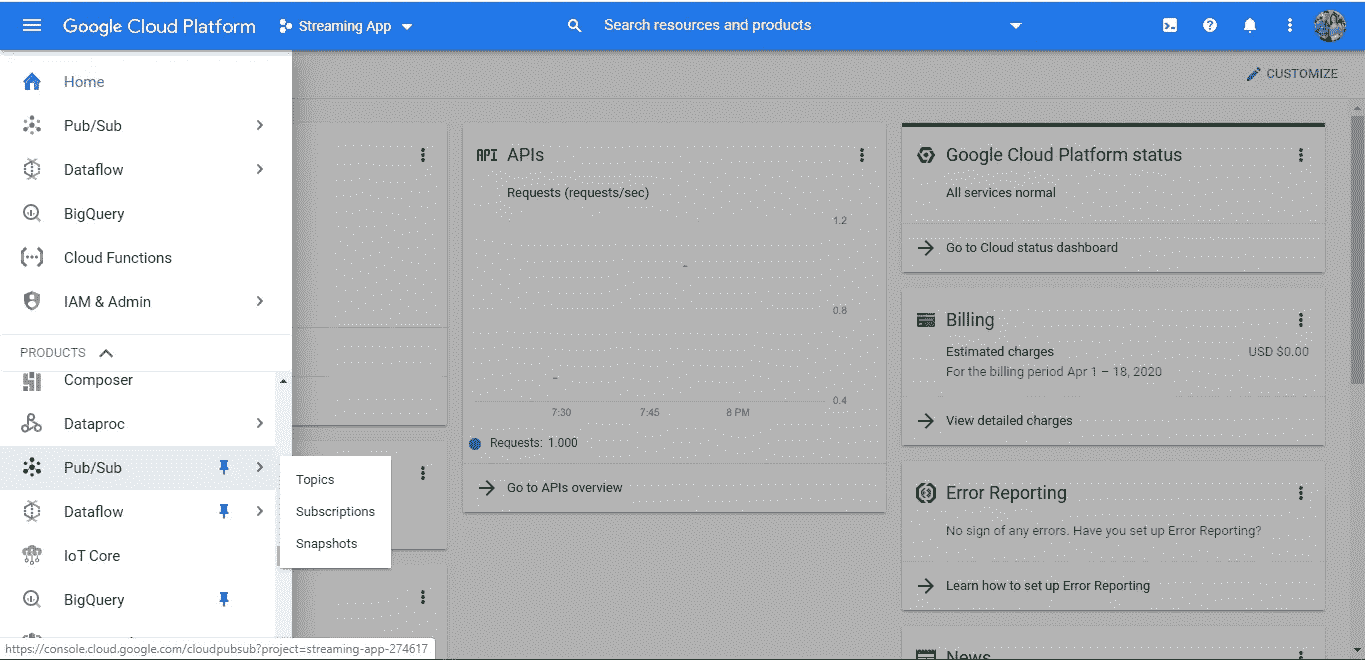 Google Cloud Platform Streaming App Search resources and products
Home
Pub/Sub
Dataflow
BigQuery
Cloud Functions
IAM & Admin
PRODUCTS
Composer
Dataproc
Pub/Sub
Dataflow
IoT Core
BigQuery
Topics
Subscriptions
Snapshots
https://console.cloud.google.com/cloudpubsub?project=streaming-app-274617
CUSTOMIZE
API APIs
Requests (requests/sec)
1.2
0.8
0.4
7:30 7:45 8 PM
Requests: 1.000
Go to APIs overview
Google Cloud Platform status
All services normal
Go to Cloud status dashboard
Billing
Estimated charges USD $0.00
For the billing period Apr 1 – 18, 2020
View detailed charges
Error Reporting
No sign of any errors. Have you set up Error Reporting?
Learn how to set up Error Reporting
News